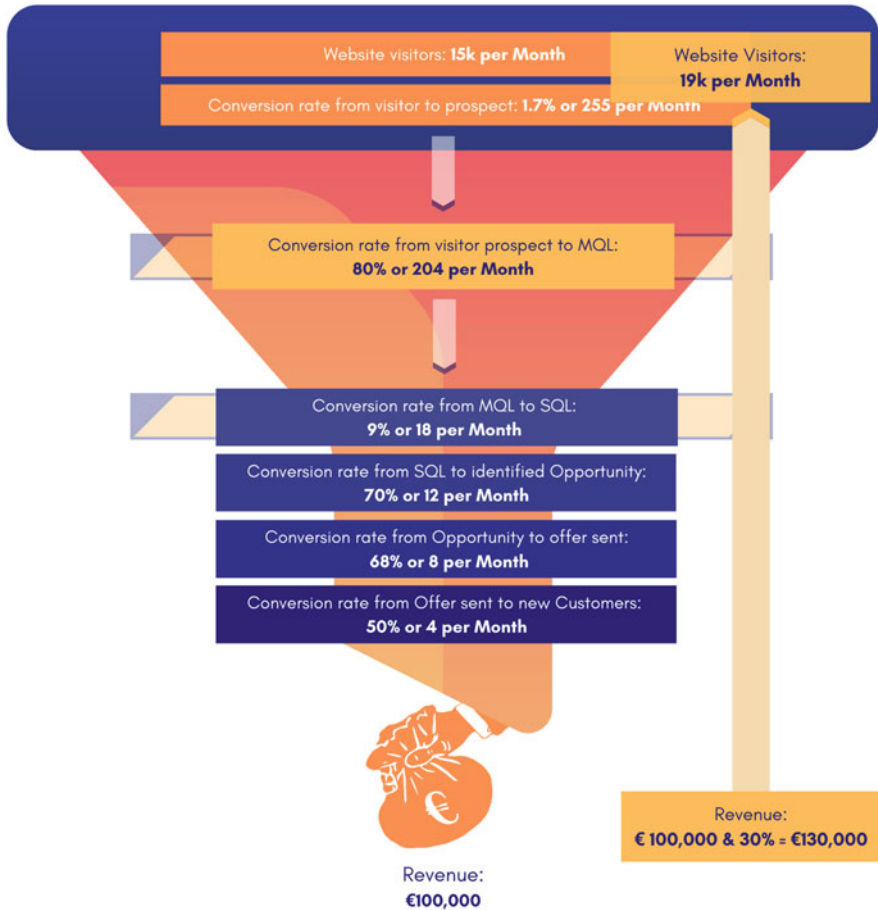 Website visitors: 15k per Month
Website Visitors:
19k per Month
Conversion rate from visitor to prospect: 1.7% or 255 per Month
Conversion rate from visitor prospect to MQL:
80% or 204 per Month
Conversion rate from MQL to SQL:
9% or 18 per Month
Conversion rate from SQL to identified Opportunity:
70% or 12 per Month
Conversion rate from Opportunity to offer sent:
68% or 8 per Month
Conversion rate from Offer sent to new Customers:
50% or 4 per Month
€
Revenue:
€ 100,000 & 30% = €130,000
Revenue:
€100,000